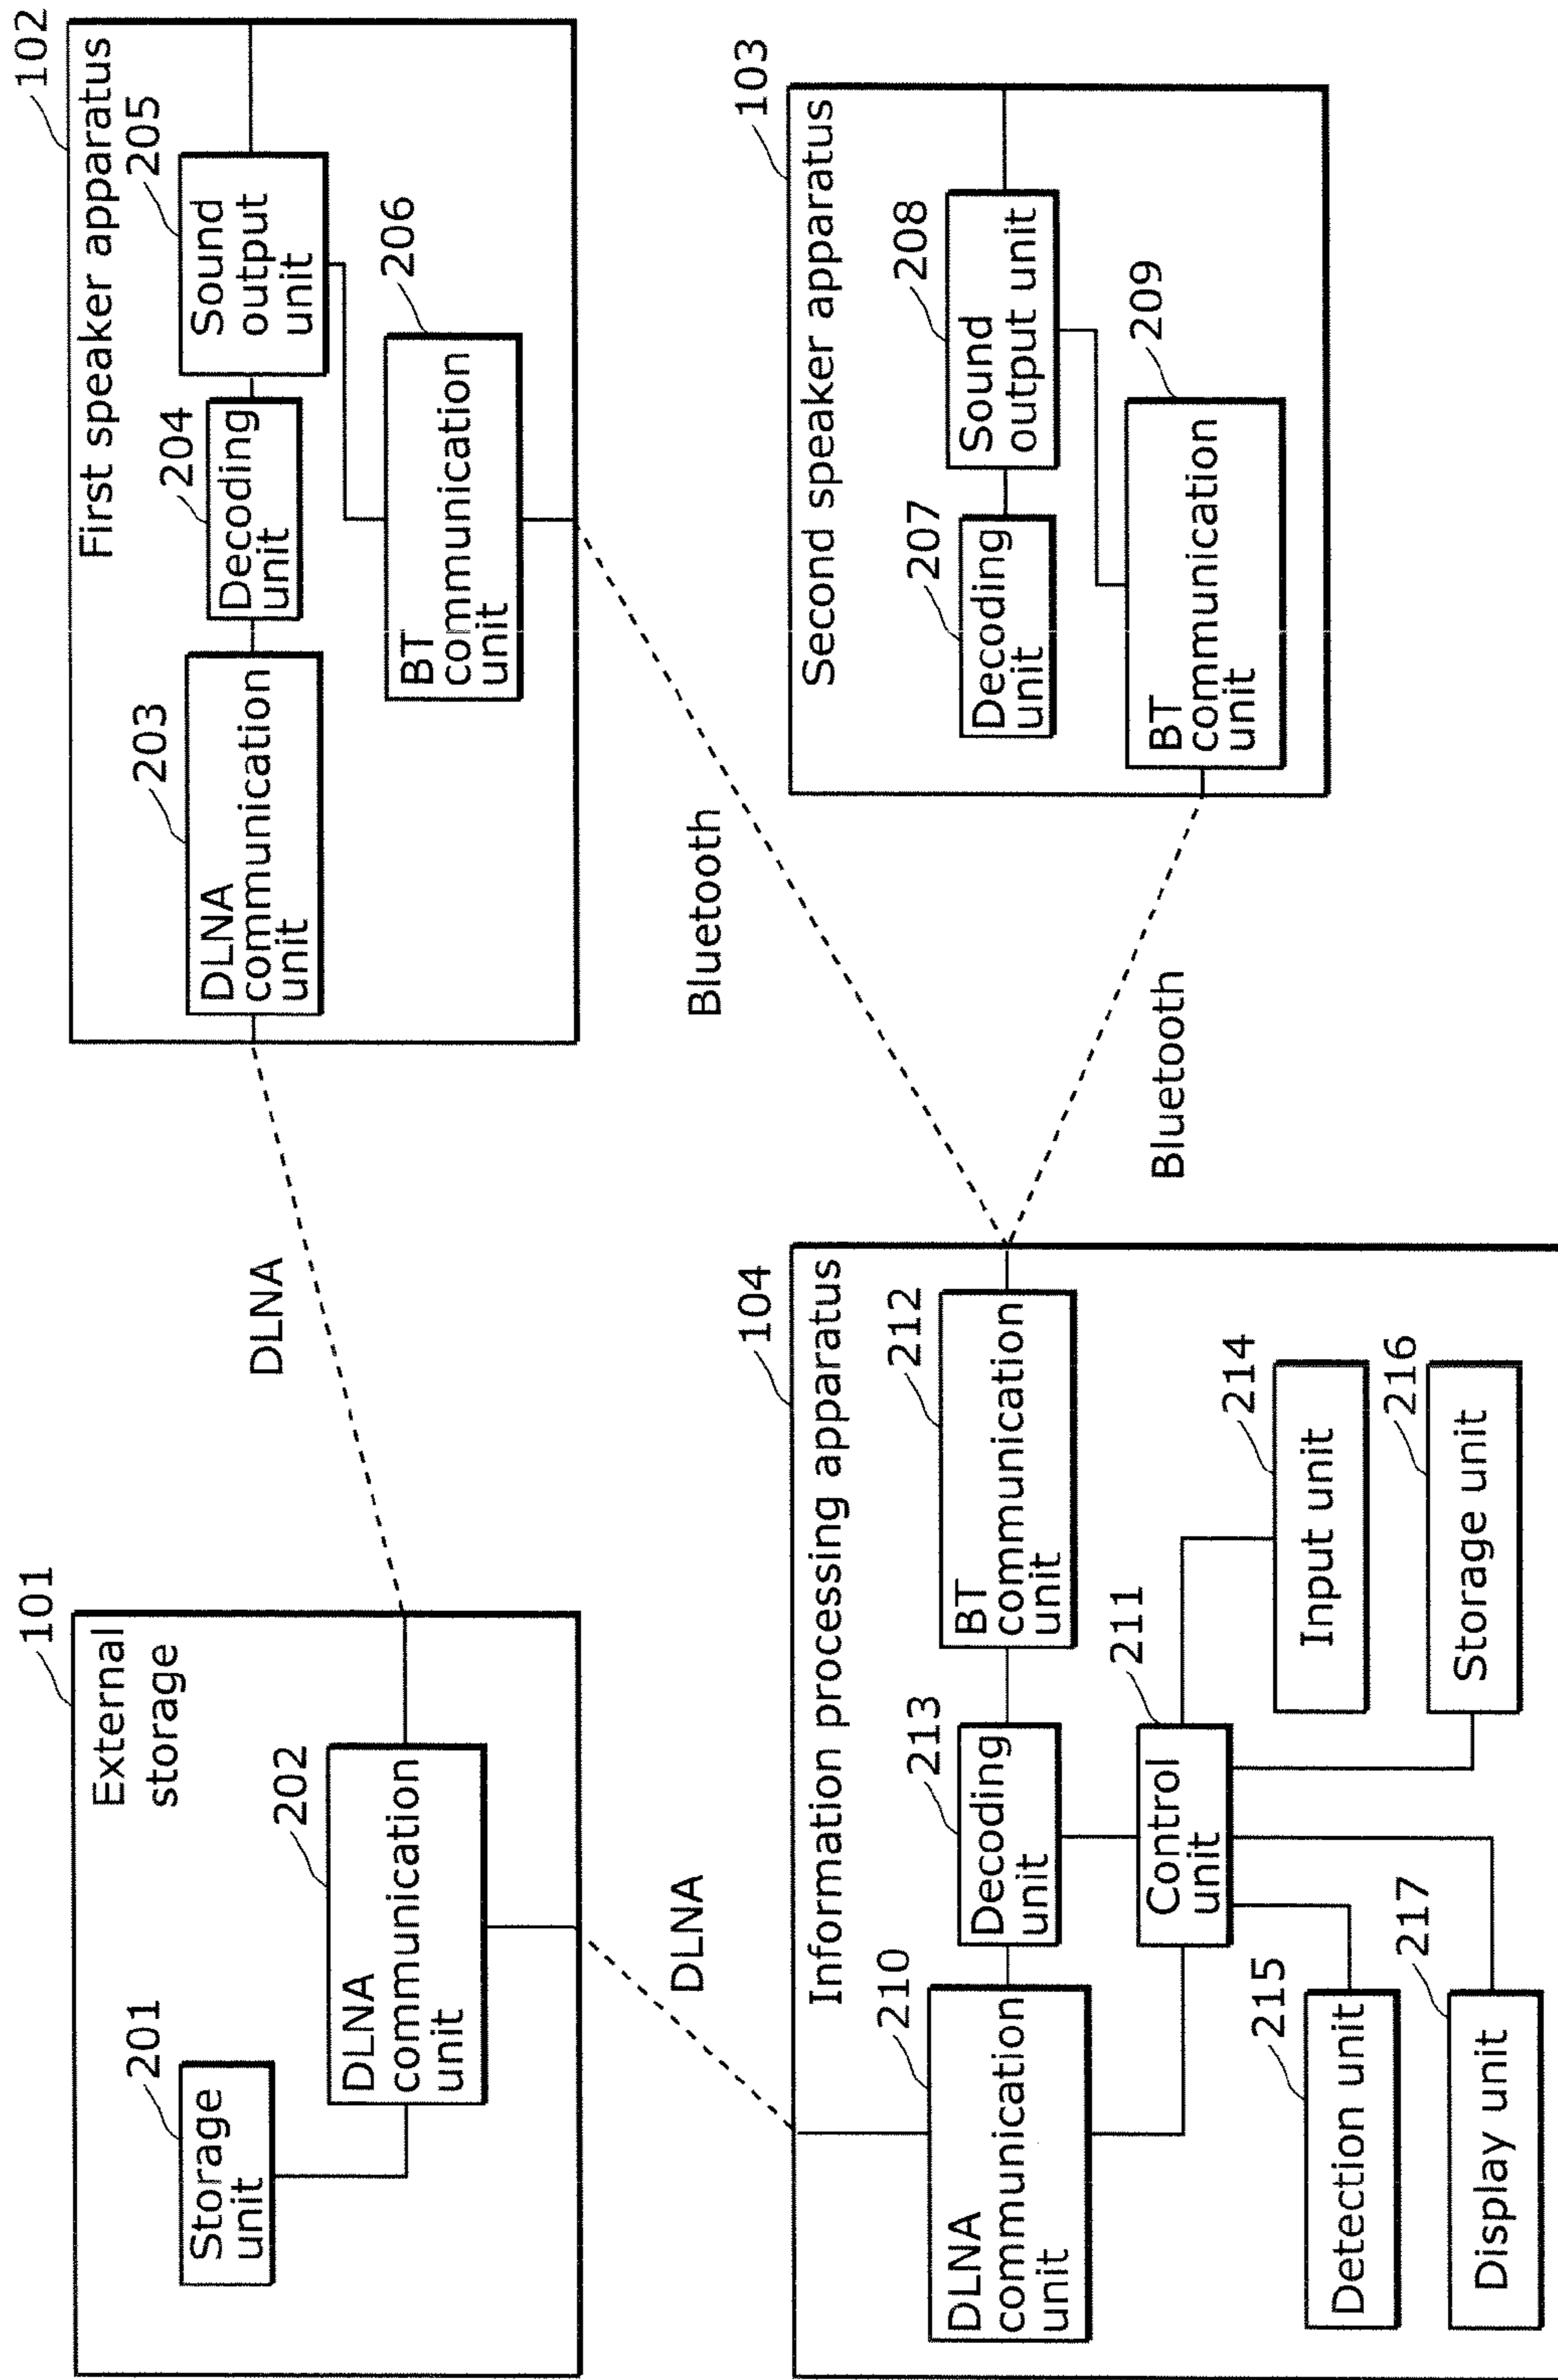 101
External
storage
201
Storage
unit
202
DLNA
communication
unit
DLNA
102
First speaker apparatus
203
DLNA
communication
unit
204
Decoding
unit
205
Sound
output
unit
206
BT
communication
unit
DLNA
Bluetooth
Bluetooth
104
Information processing apparatus
210
DLNA
communication
unit
213
Decoding
unit
212
BT
communication
unit
211
Control
unit
215
Detection unit
214
Input unit
217
Display unit
216
Storage unit
103
Second speaker apparatus
207
Decoding
unit
208
Sound
output unit
209
BT
communication
unit